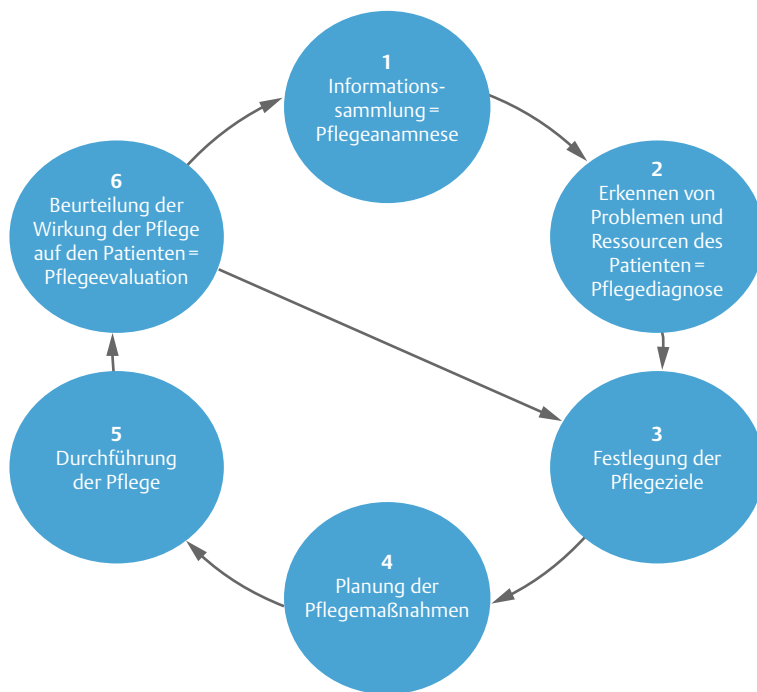 1
Informations-
sammlung =
Pflegeanamnese
2
Erkennen von
Problemen und
Ressourcen des
Patienten =
Pflegediagnose
3
Festlegung der
Pflegeziele
4
Planung der
Pflegemaßnahmen
5
Durchführung
der Pflege
6
Beurteilung der
Wirkung der Pflege
auf den Patienten =
Pflegeevaluation